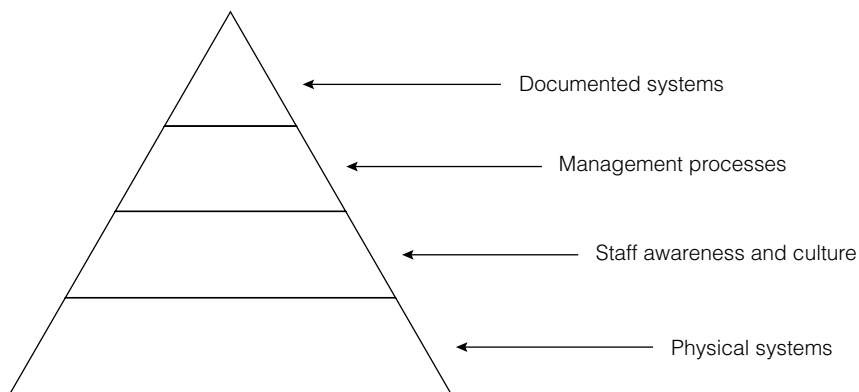 Documented systems
Management processes
Staff awareness and culture
Physical systems